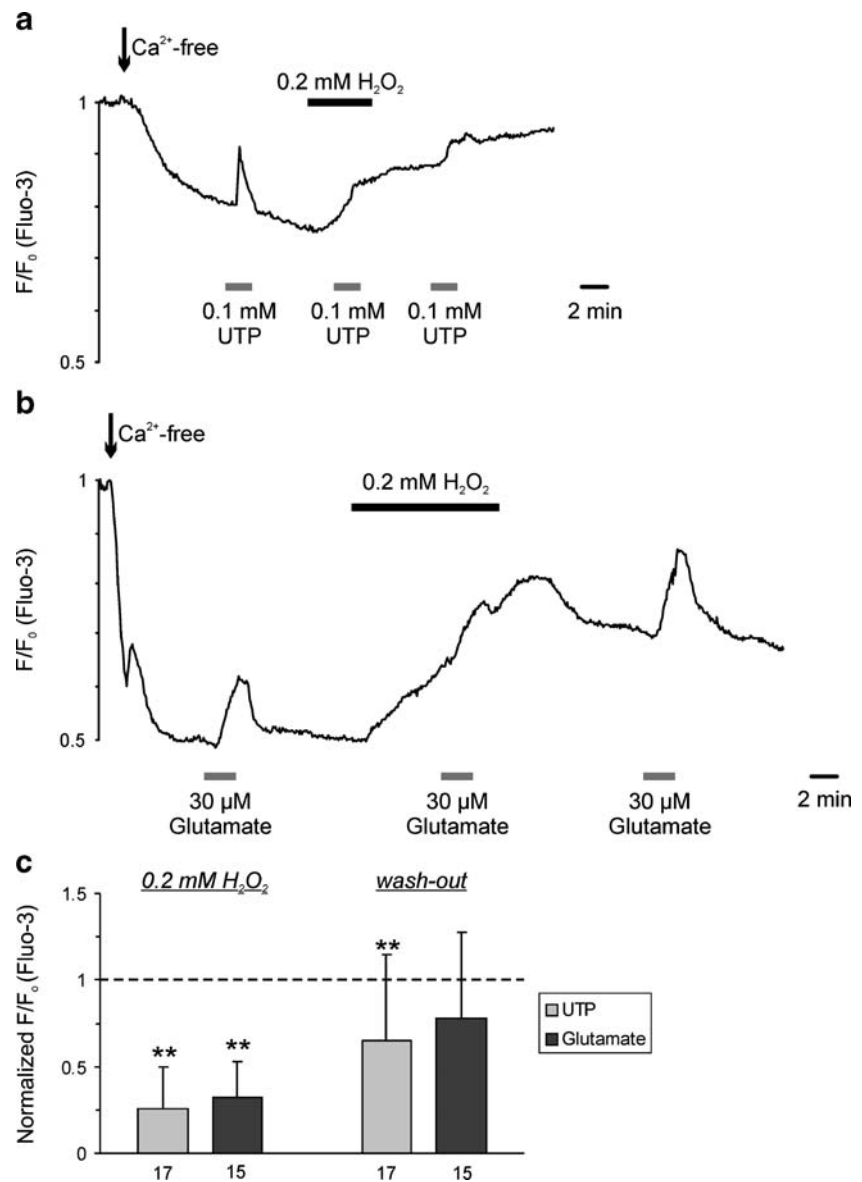 a
Ca²⁺-free
0.2 mM H₂O₂
1
F/F₀ (Fluo-3)
0.5
0.1 mM
UTP
0.1 mM
UTP
0.1 mM
UTP
2 min
b
Ca²⁺-free
0.2 mM H₂O₂
1
F/F₀ (Fluo-3)
0.5
30 µM
Glutamate
30 µM
Glutamate
30 µM
Glutamate
2 min
c
0.2 mM H₂O₂
wash-out
1.5
1
0.5
0
Normalized F/F₀ (Fluo-3)
**
**
**
UTP
Glutamate
17
15
17
15